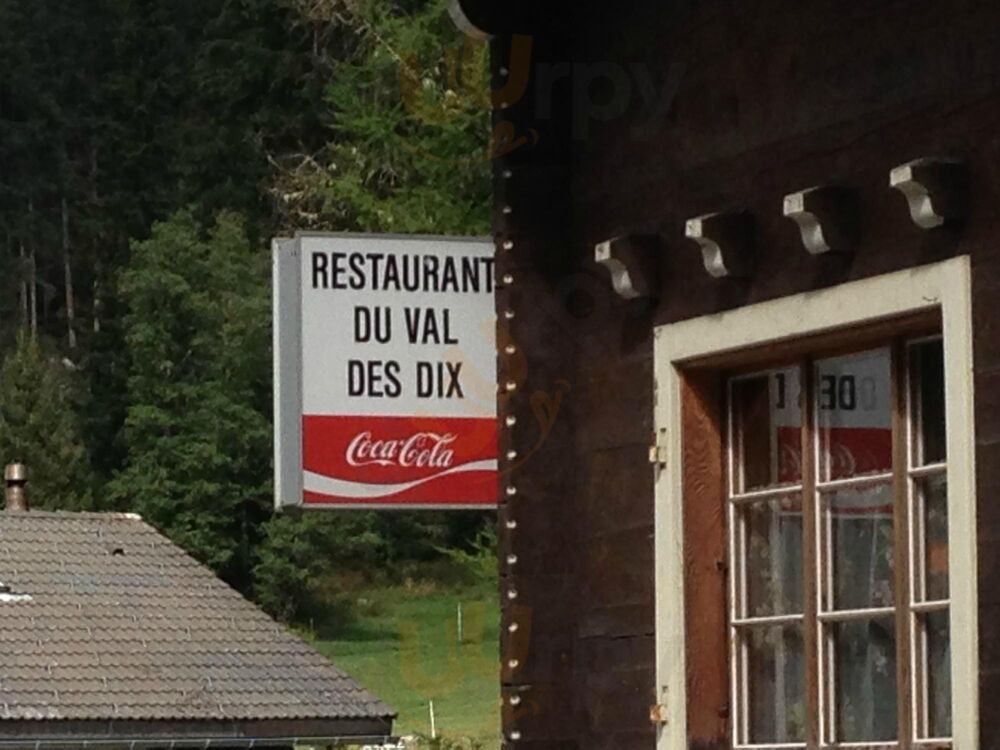 RESTAURANT
DU VAL
DES DIX
Coca-Cola